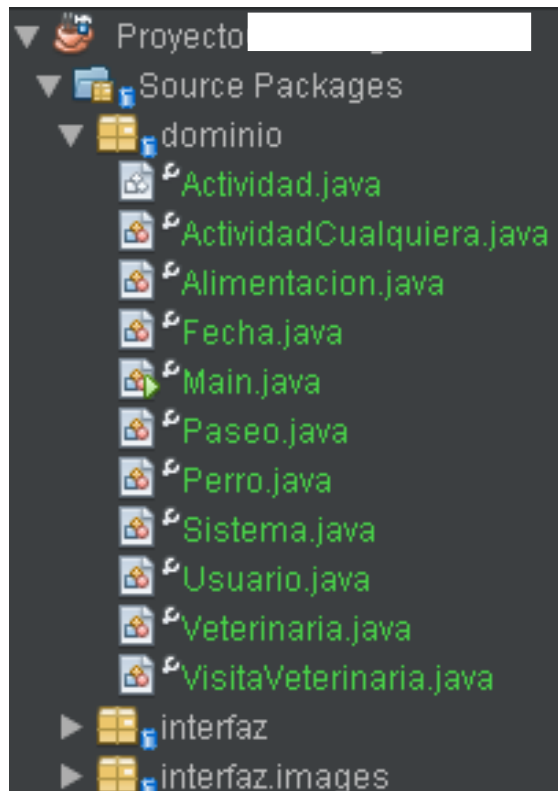 Proyecto
Source Packages
dominio
Actividad.java
ActividadCualquiera.java
Alimentacion.java
Fecha.java
Main.java
Paseo.java
Perro.java
Sistema.java
Usuario.java
Veterinaria.java
VisitaVeterinaria.java
interfaz
interfaz.images